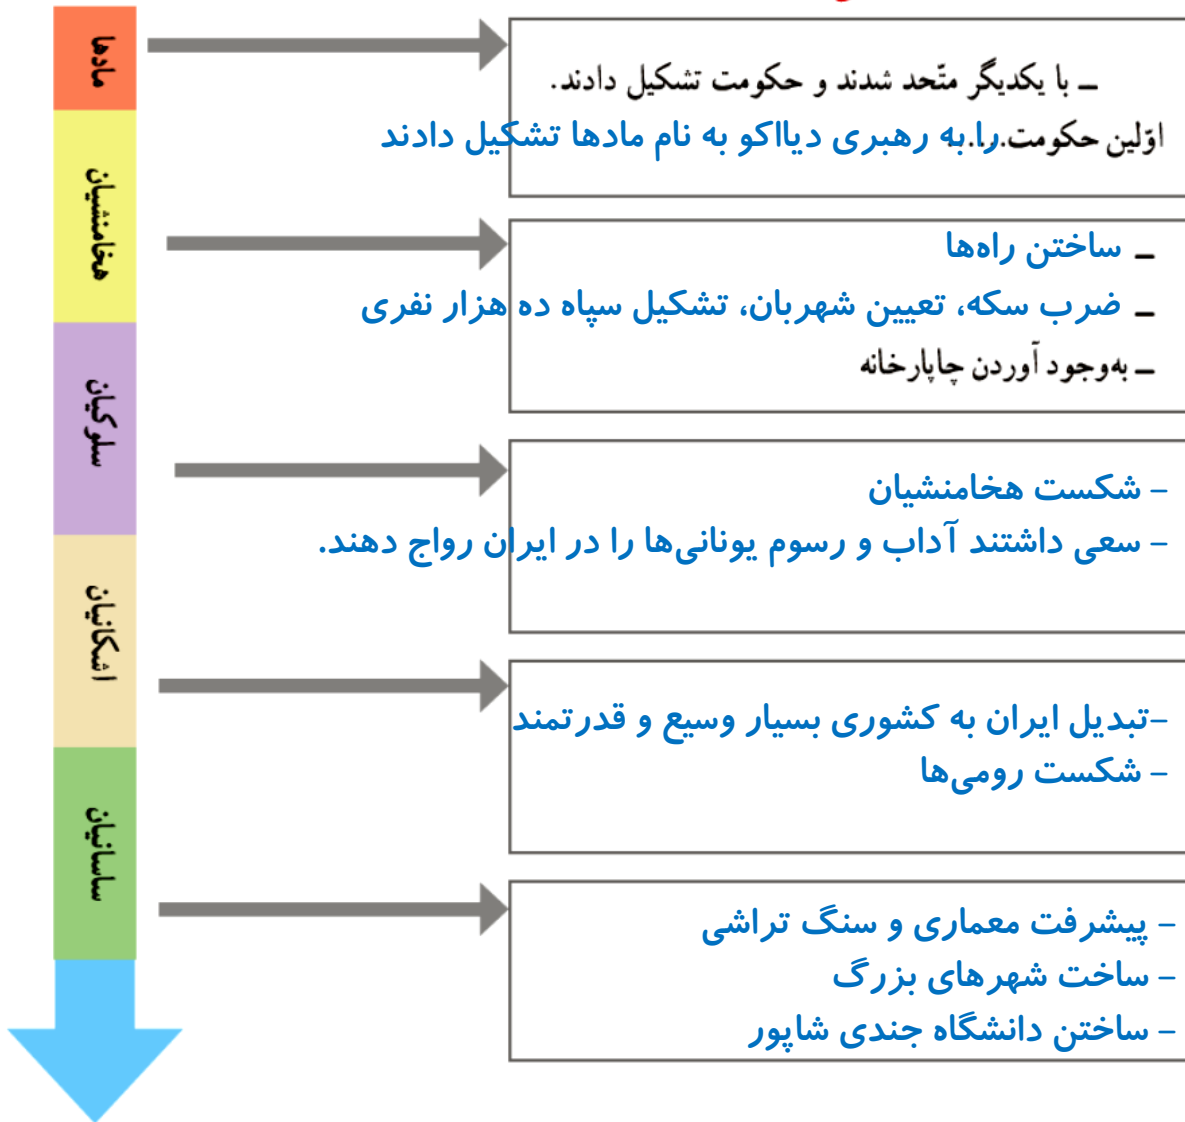 مادها
ـ با یکدیگر متّحد شدند و حکومت تشکیل دادند.
اوّلین حکومت...... را به رهبری دیااکو به نام مادها تشکیل دادند
هخامنشیان
ـ ساختن راه‌ها
ـ ضرب سکه، تعیین شهربان، تشکیل سپاه ده هزار نفری
ـ به‌وجود آوردن چاپارخانه
سلوکیان
- شکست هخامنشیان
- سعی داشتند آداب و رسوم یونانی‌ها را در ایران رواج دهند.
اشکانیان
-تبدیل ایران به کشوری بسیار وسیع و قدرتمند
- شکست رومی‌ها
ساسانیان
- پیشرفت معماری و سنگ تراشی
- ساخت شهرهای بزرگ
- ساختن دانشگاه جندی شاپور